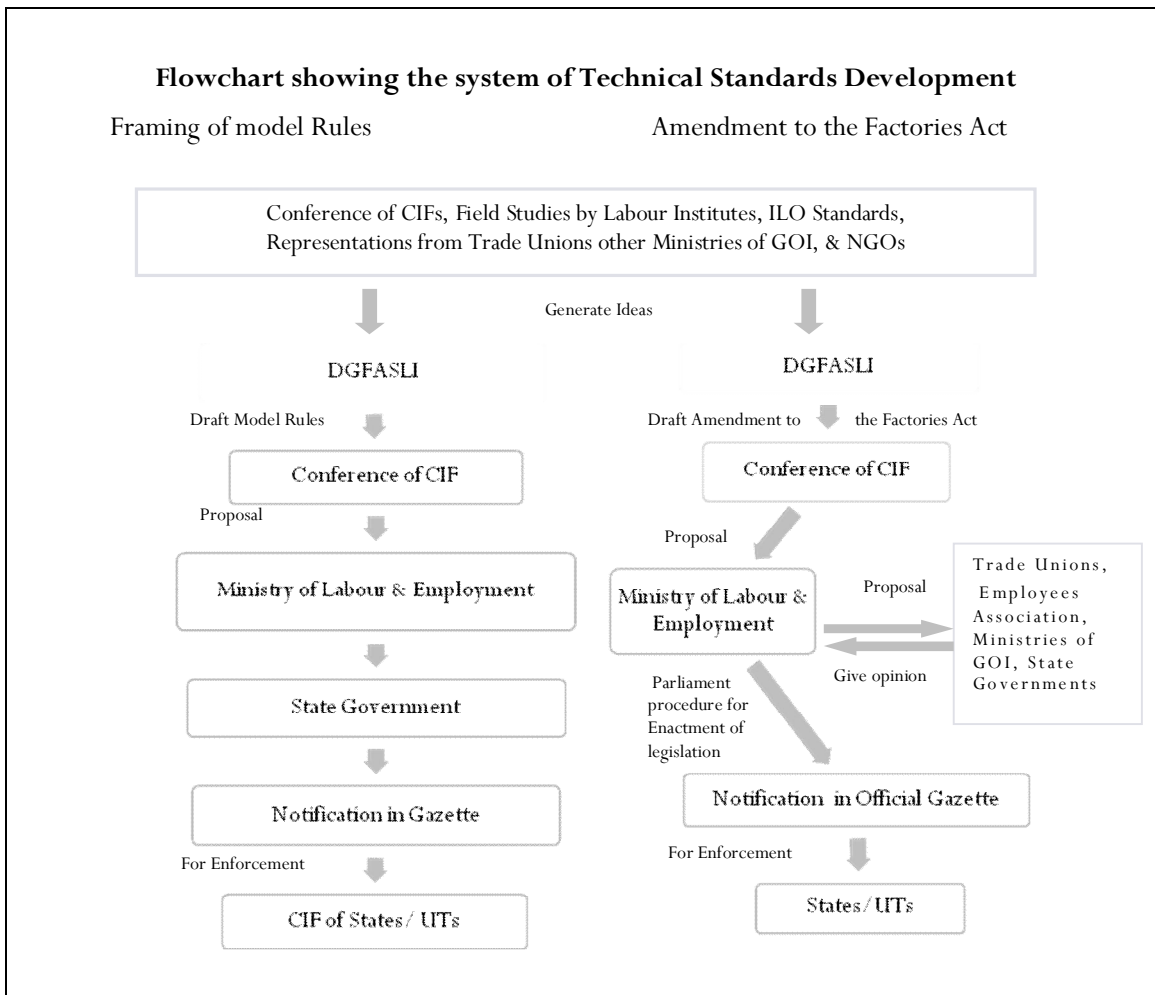 Flowchart showing the system of Technical Standards Development
Framing of model Rules
Amendment to the Factories Act
Conference of CIFs, Field Studies by Labour Institutes, ILO Standards,
Representations from Trade Unions other Ministries of GOI, & NGOs
Generate Ideas
DGFASLI
Draft Model Rules
Conference of CIF
Proposal
Ministry of Labour & Employment
State Government
Notification in Gazette
For Enforcement
CIF of States/ UTs
DGFASLI
Draft Amendment to
the Factories Act
Conference of CIF
Proposal
Ministry of Labour &
Employment
Proposal
Give opinion
Trade Unions,
Employees
Association,
Ministries of
GOI, State
Governments
Parliament
procedure for
Enactment of
legislation
Notification in Official Gazette
For Enforcement
States/ UTs